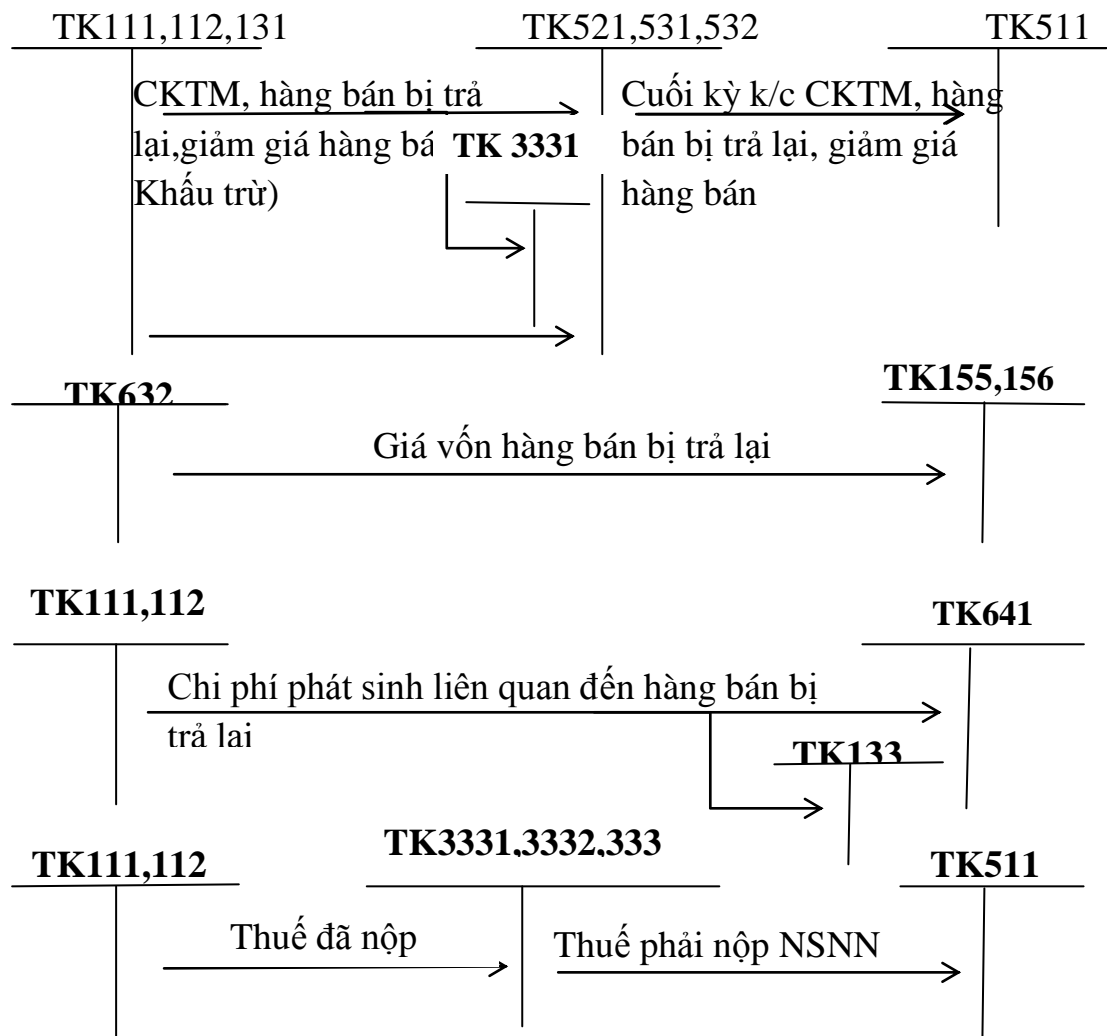 TK111,112,131 TK521,531,532 TK511
CKTM, hàng bán bị trả
lại,giảm giá hàng bá
Khấu trừ)
TK 3331
Cuối kỳ k/c CKTM, hàng
bán bị trả lại, giảm giá
hàng bán
TK632 TK155,156
Giá vốn hàng bán bị trả lại
TK111,112 TK641
Chi phí phát sinh liên quan đến hàng bán bị
trả lại
TK133
TK111,112 TK3331,3332,333 TK511
Thuế đã nộp Thuế phải nộp NSNN